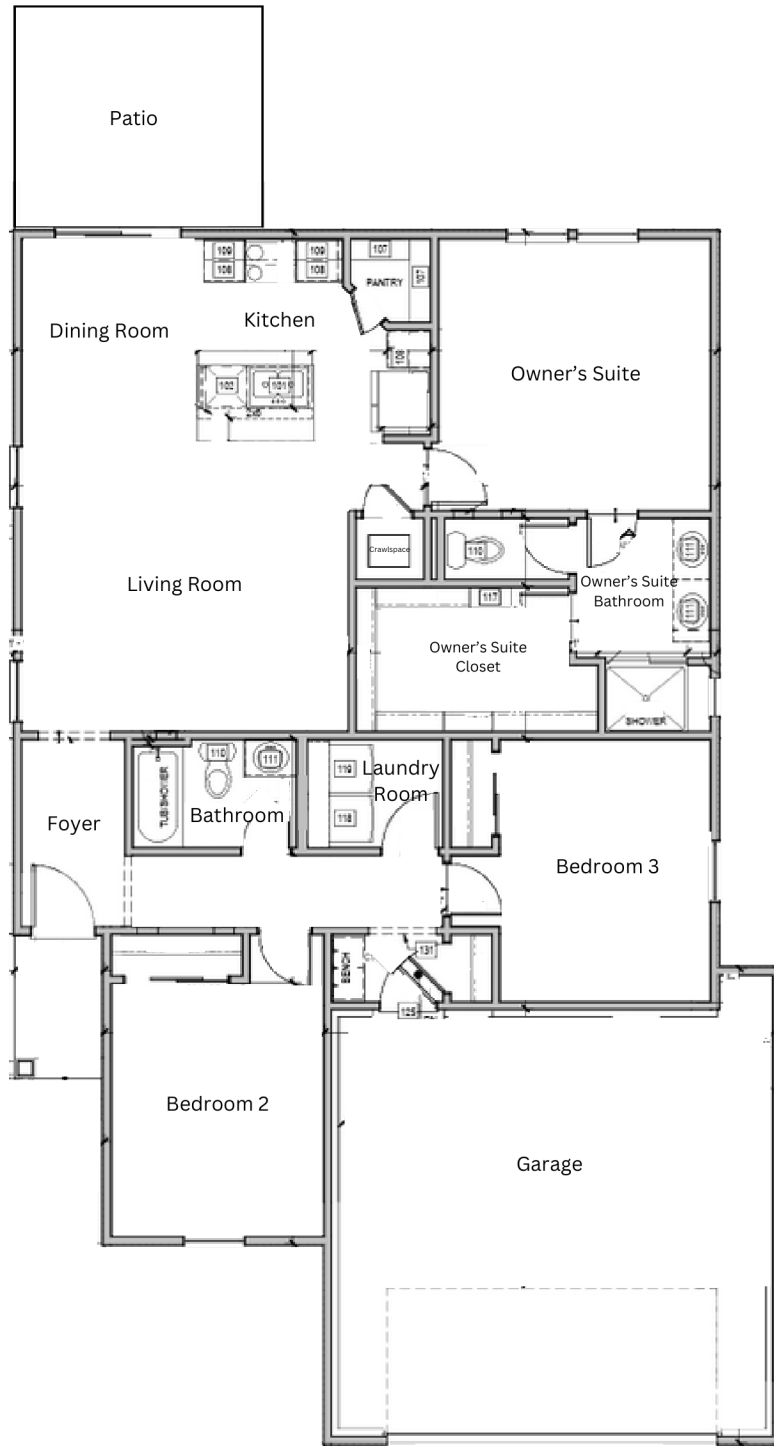 Patio
109
108
109
108
107
107
PANTRY
Dining Room
Kitchen
106
102
101
Owner's Suite
Crawlspace
110
111
Owner's Suite
Bathroom
111
117
Living Room
Owner's Suite
Closet
SHOWER
110
111
TUB/SHOWER
Bathroom
119
118
Laundry
Room
Foyer
Bedroom 3
BENCH
131
125
Bedroom 2
Garage